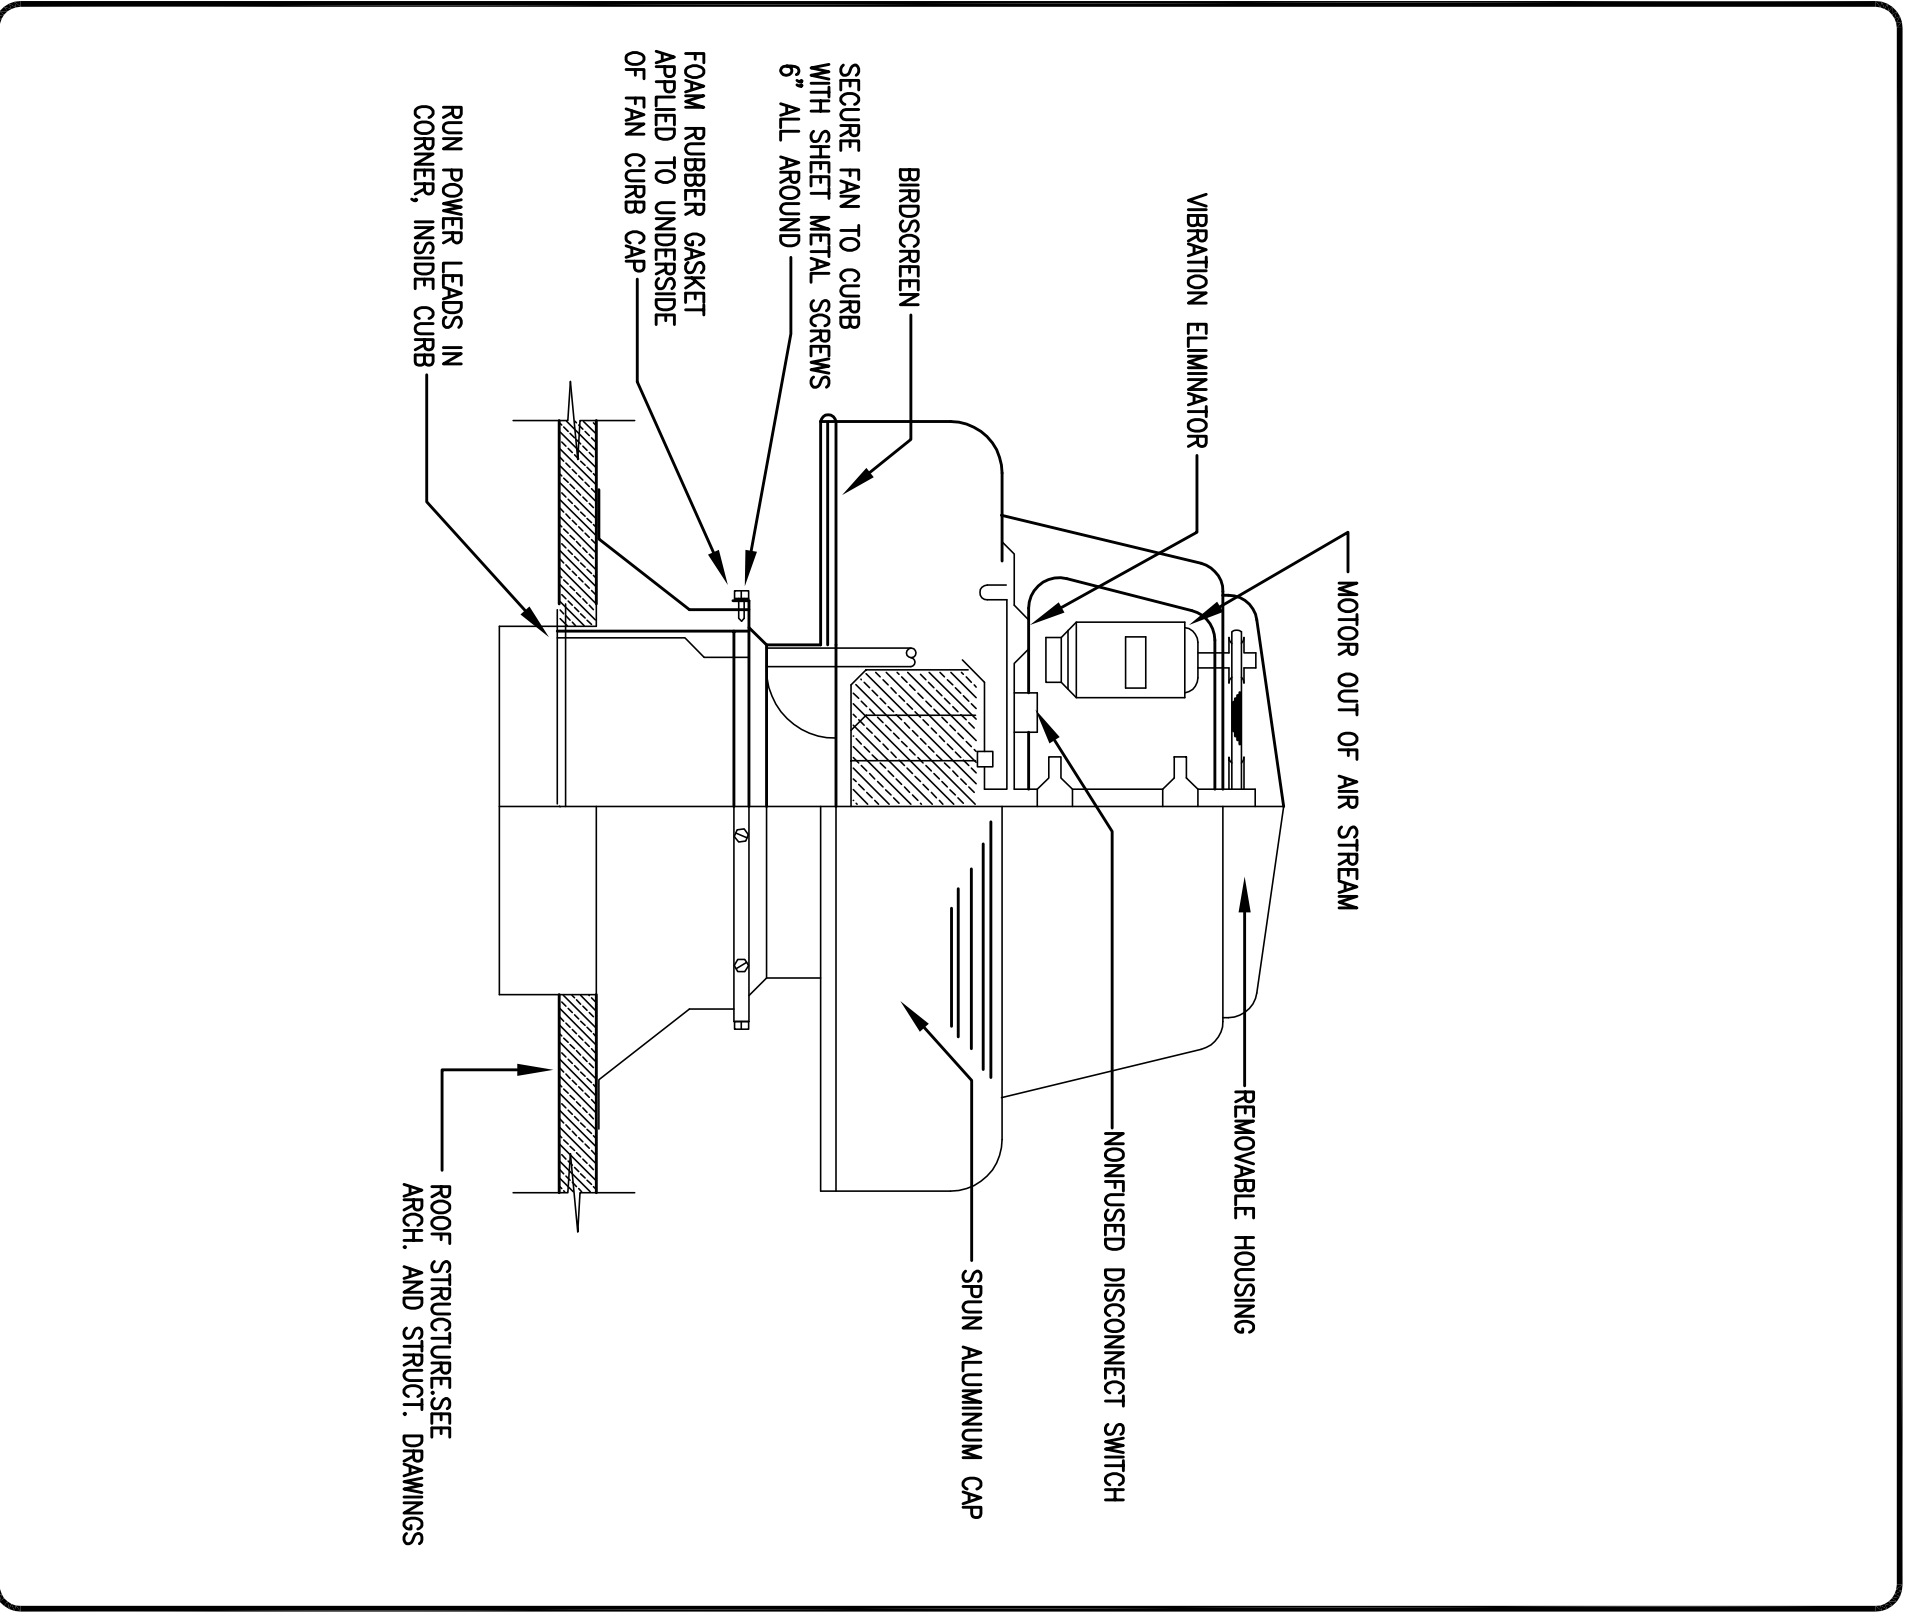 MOTOR OUT OF AIR STREAM
VIBRATION ELIMINATOR
BIRDSCREEN
SECURE FAN TO CURB
WITH SHEET METAL SCREWS
6" ALL AROUND
FOAM RUBBER GASKET
APPLIED TO UNDERSIDE
OF FAN CURB CAP
RUN POWER LEADS IN
CORNER, INSIDE CURB
REMOVABLE HOUSING
NONFUSED DISCONNECT SWITCH
SPUN ALUMINUM CAP
ROOF STRUCTURE.SEE
ARCH. AND STRUCT. DRAWINGS